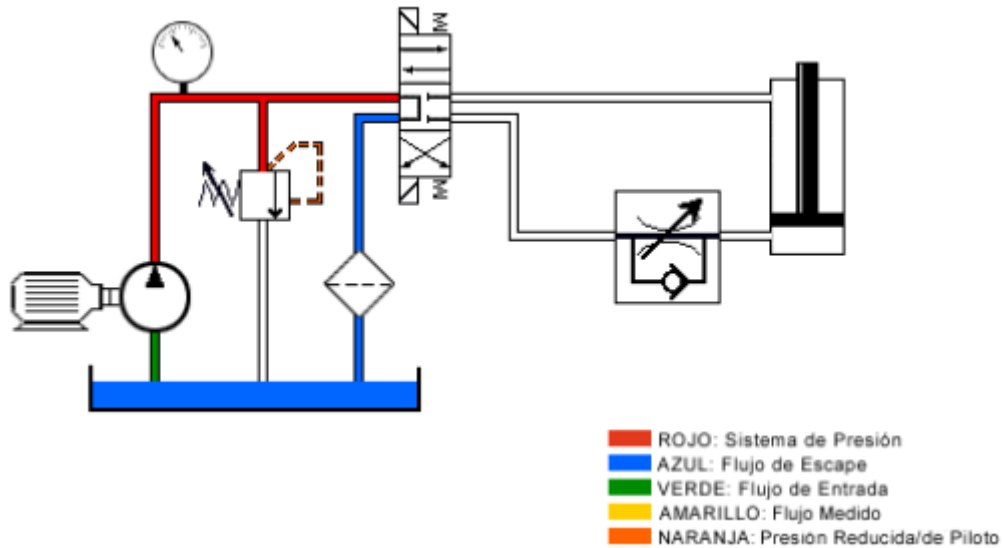 ROJO: Sistema de Presión
AZUL: Flujo de Escape
VERDE: Flujo de Entrada
AMARILLO: Flujo Medido
NARANJA: Presión Reducida/de Piloto